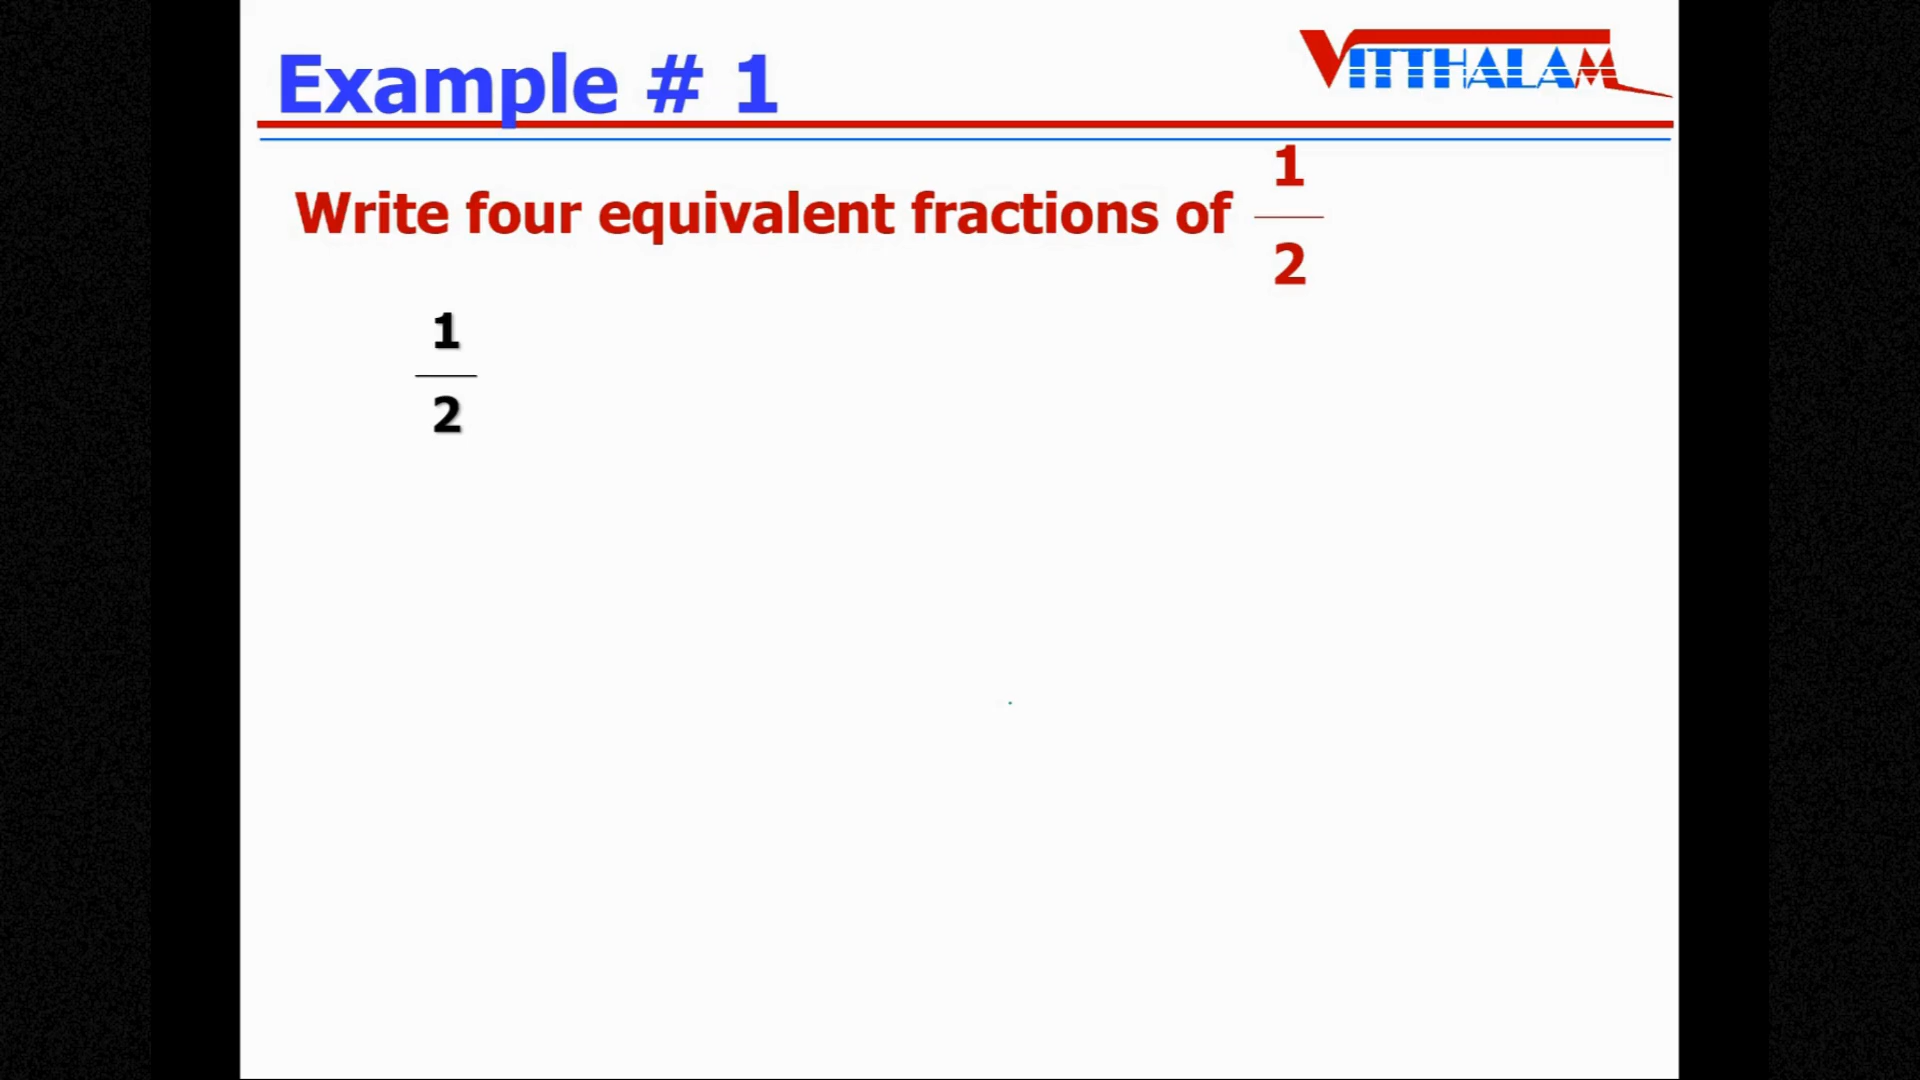 Example # 1
VITTHALAM
Write four equivalent fractions of 1/2
1
2